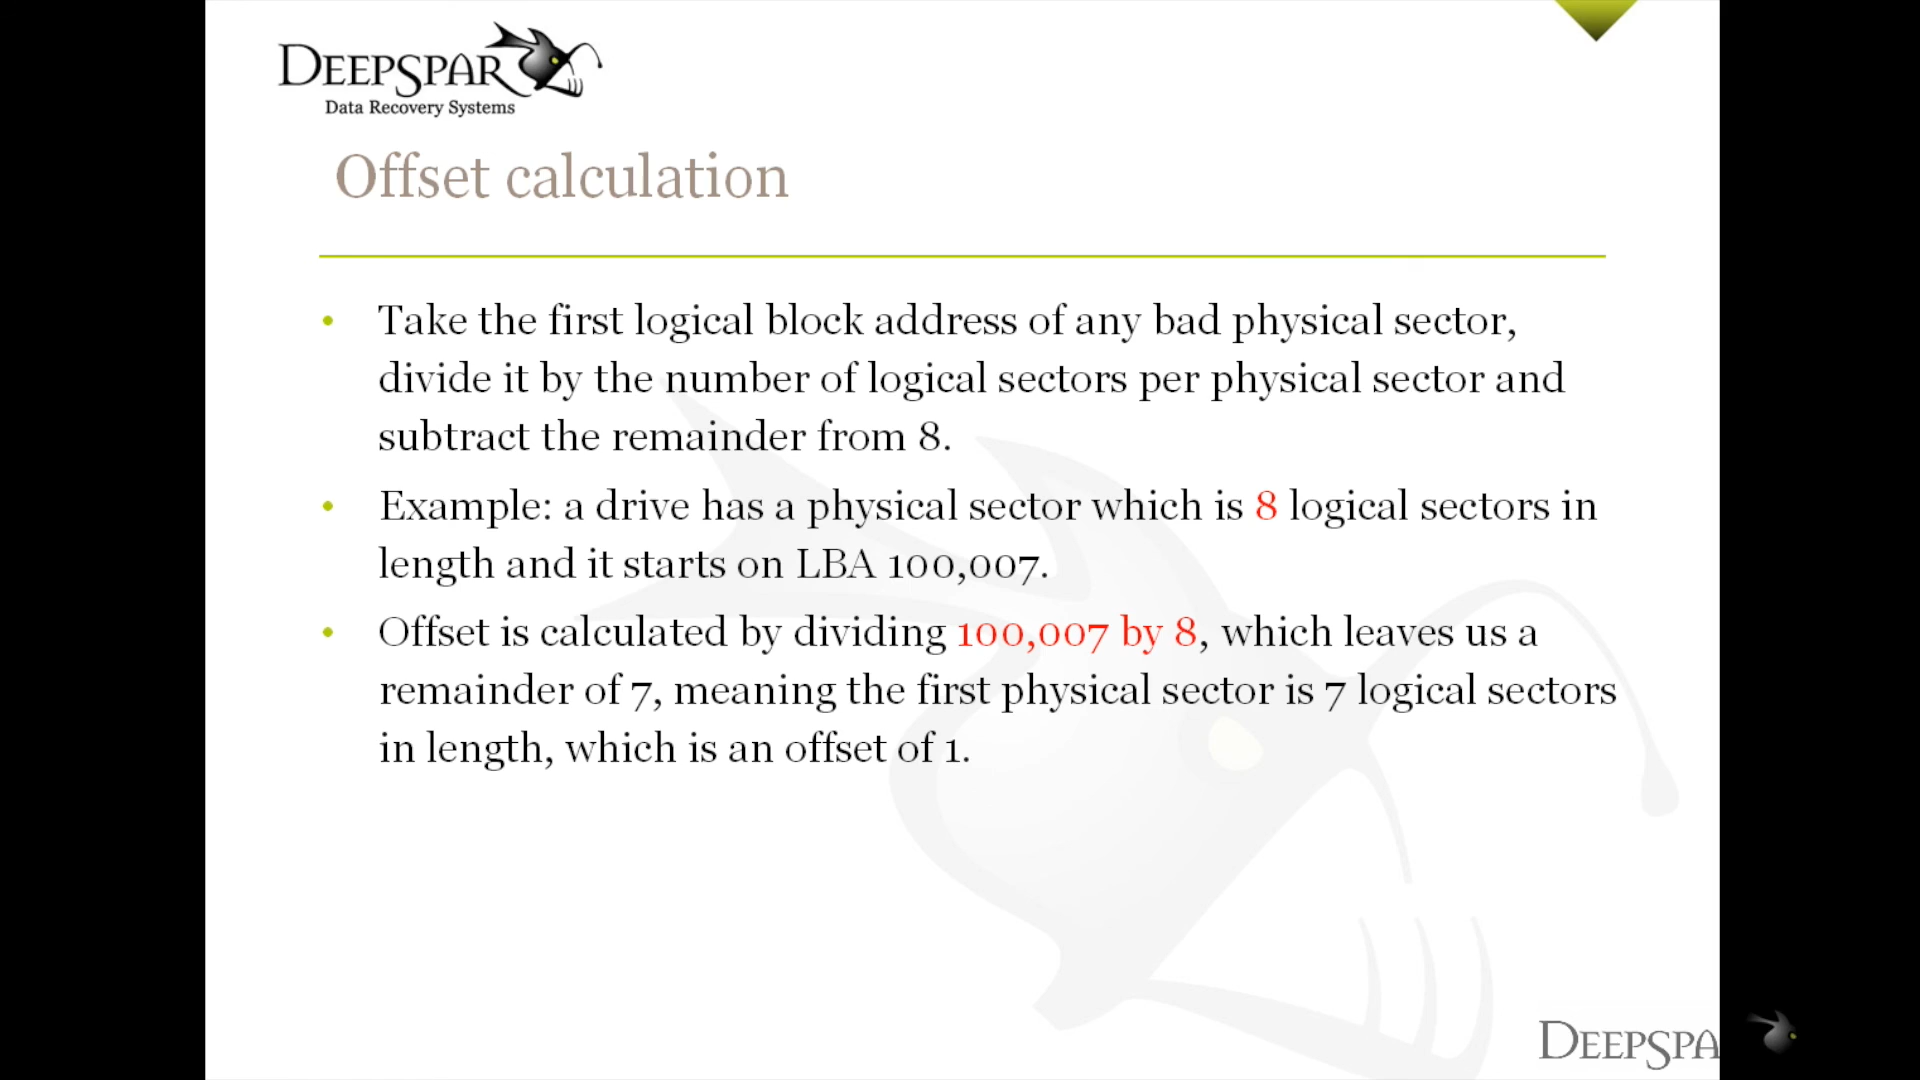 DEEPSPAR
Data Recovery Systems
Offset calculation
• Take the first logical block address of any bad physical sector,
divide it by the number of logical sectors per physical sector and
subtract the remainder from 8.
• Example: a drive has a physical sector which is 8 logical sectors in
length and it starts on LBA 100,007.
• Offset is calculated by dividing 100,007 by 8, which leaves us a
remainder of 7, meaning the first physical sector is 7 logical sectors
in length, which is an offset of 1.
DEEPSPA